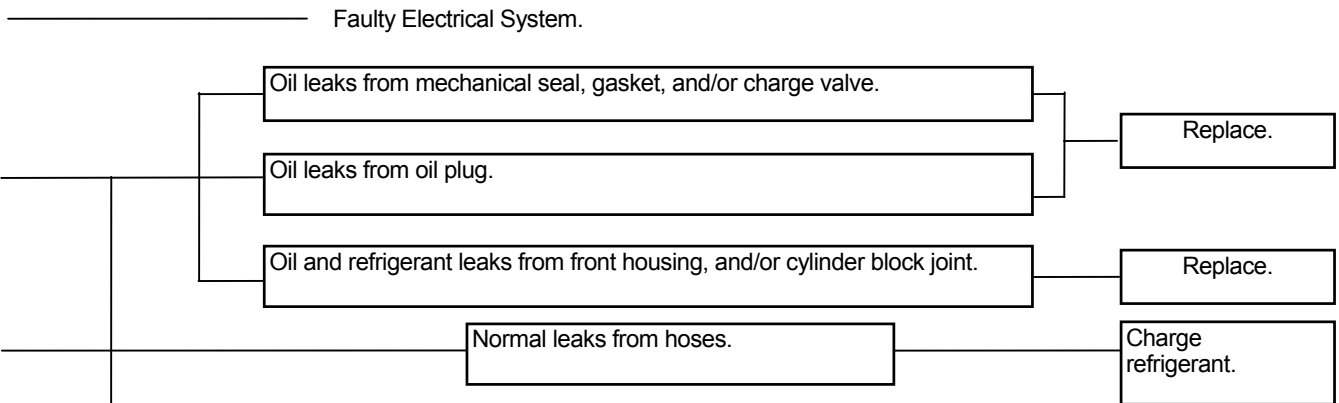 Faulty Electrical System.
Oil leaks from mechanical seal, gasket, and/or charge valve.
Replace.
Oil leaks from oil plug.
Oil and refrigerant leaks from front housing, and/or cylinder block joint.
Replace.
Normal leaks from hoses.
Charge
refrigerant.